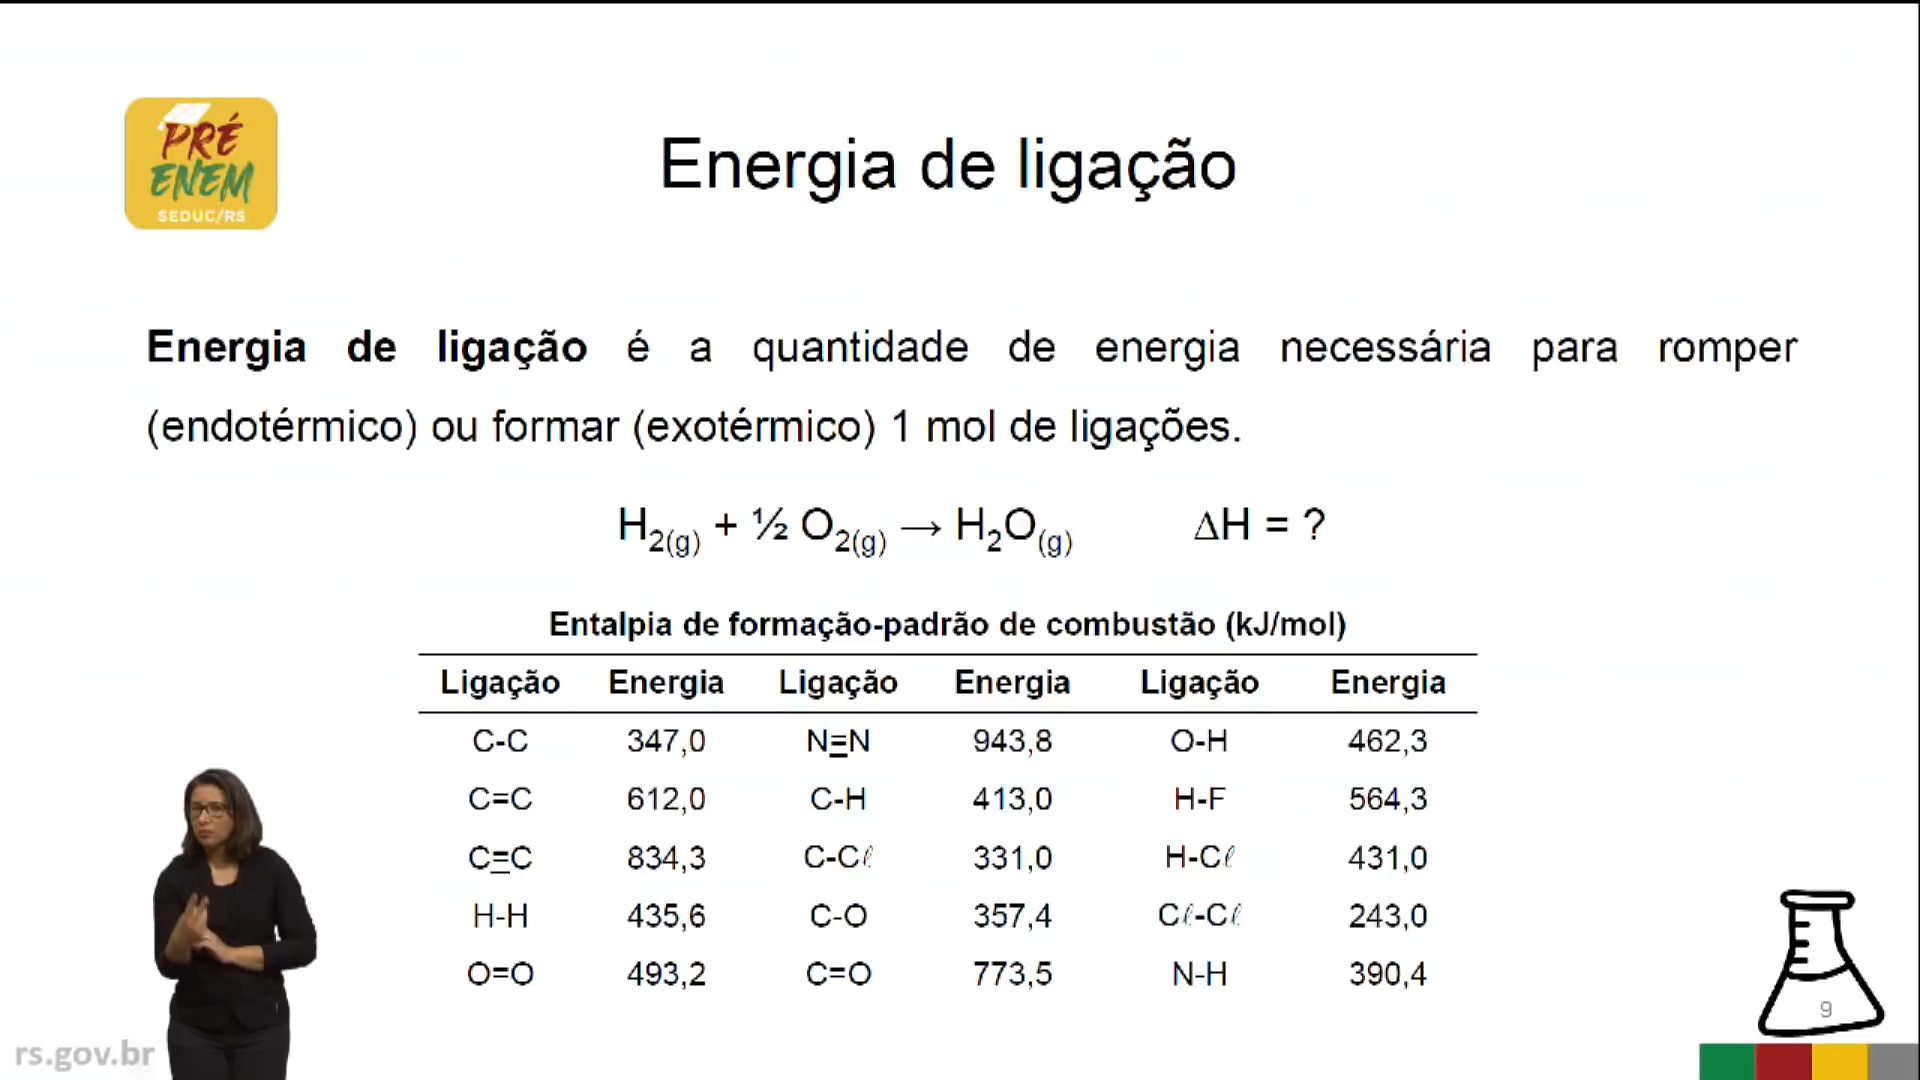 PRÉ
ENEM
SEDUC/RS
Energia de ligação
Energia de ligação é a quantidade de energia necessária para romper
(endotérmico) ou formar (exotérmico) 1 mol de ligações.
H₂(g) + ½ O₂(g) → H₂O(g) ΔH = ?
Entalpia de formação-padrão de combustão (kJ/mol)
Ligação Energia Ligação Energia Ligação Energia
C-C 347,0 N≡N 943,8 O-H 462,3
C=C 612,0 C-H 413,0 H-F 564,3
C≡C 834,3 C-Cℓ 331,0 H-Cℓ 431,0
H-H 435,6 C-O 357,4 Cℓ-Cℓ 243,0
O=O 493,2 C=O 773,5 N-H 390,4
9
rs.gov.br